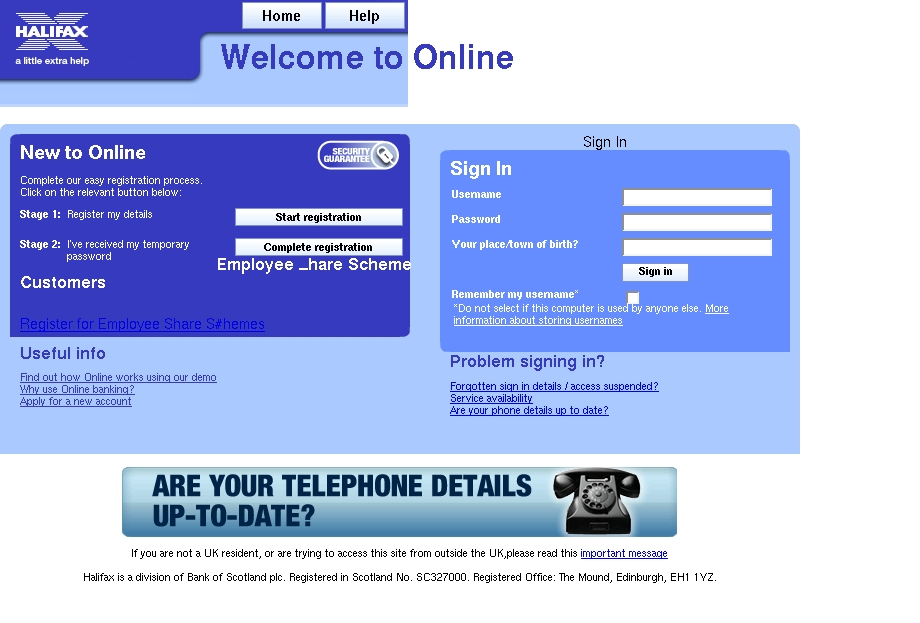 Home Help
HALIFAX
a little extra help
Welcome to Online
New to Online
SECURITY GUARANTEE
Complete our easy registration process.
Click on the relevant button below:
Stage 1: Register my details
Start registration
Stage 2: I've received my temporary
password
Complete registration
Employee _hare Scheme
Customers
Register for Employee Share S#hemes
Useful info
Find out how Online works using our demo
Why use Online banking?
Apply for a new account
Sign In
Sign In
Username
Password
Your place/town of birth?
Sign in
Remember my username*
*Do not select if this computer is used by anyone else. More
information about storing usernames
Problem signing in?
Forgotten sign in details / access suspended?
Service availability
Are your phone details up to date?
ARE YOUR TELEPHONE DETAILS
UP-TO-DATE?
If you are not a UK resident, or are trying to access this site from outside the UK,please read this important message
Halifax is a division of Bank of Scotland plc. Registered in Scotland No. SC327000. Registered Office: The Mound, Edinburgh, EH1 1YZ.